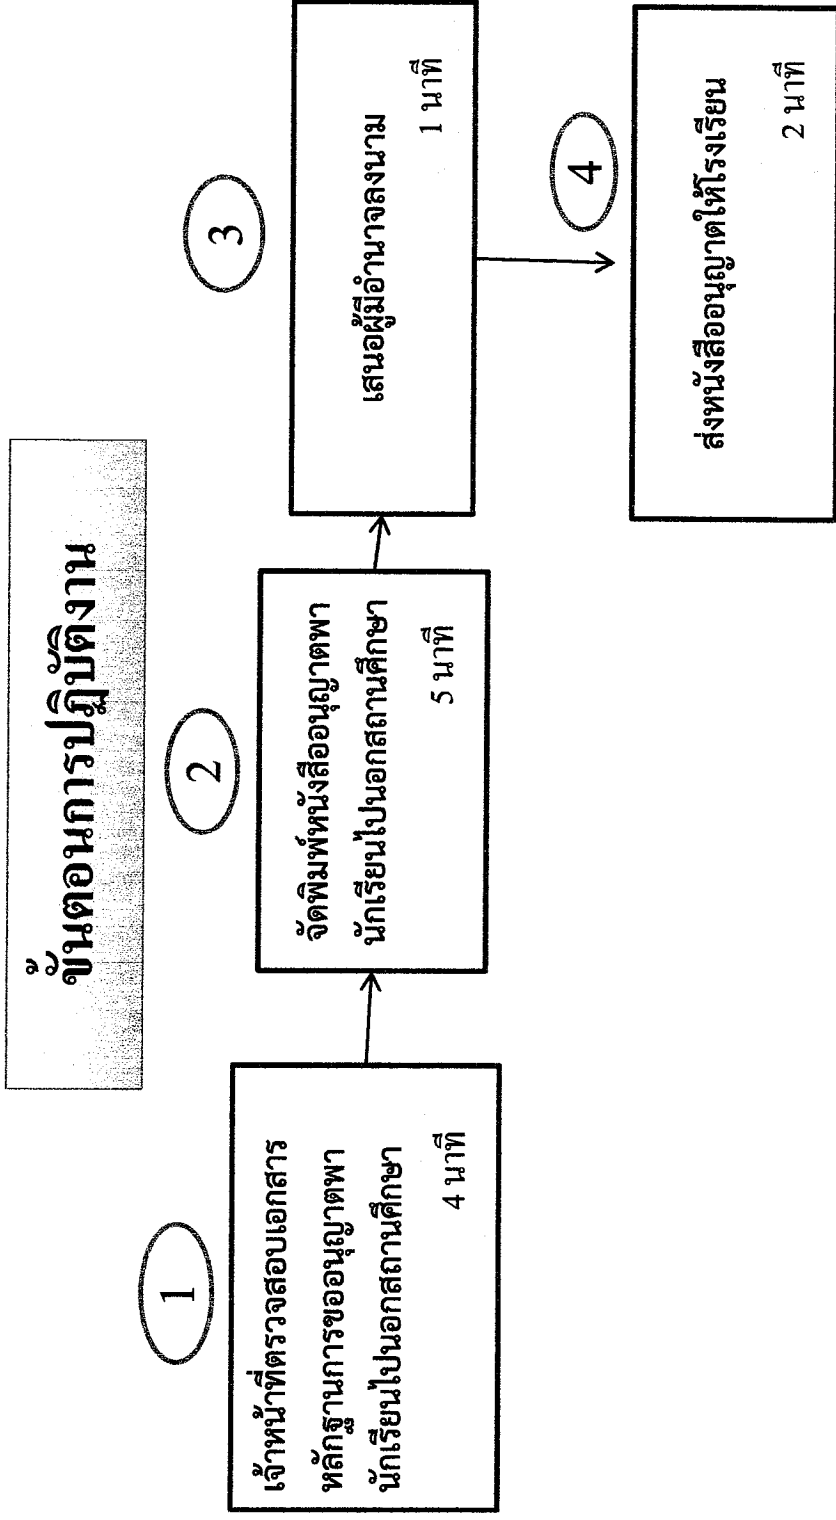 ขั้นตอนการปฏิบัติงาน
1
เจ้าหน้าที่ตรวจสอบเอกสาร
หลักฐานการขออนุญาตพา
นักเรียนไปนอกสถานศึกษา
4 นาที
2
จัดพิมพ์หนังสืออนุญาตพา
นักเรียนไปนอกสถานศึกษา
5 นาที
3
เสนอผู้มีอำนาจลงนาม
1 นาที
4
ส่งหนังสืออนุญาตให้โรงเรียน
2 นาที